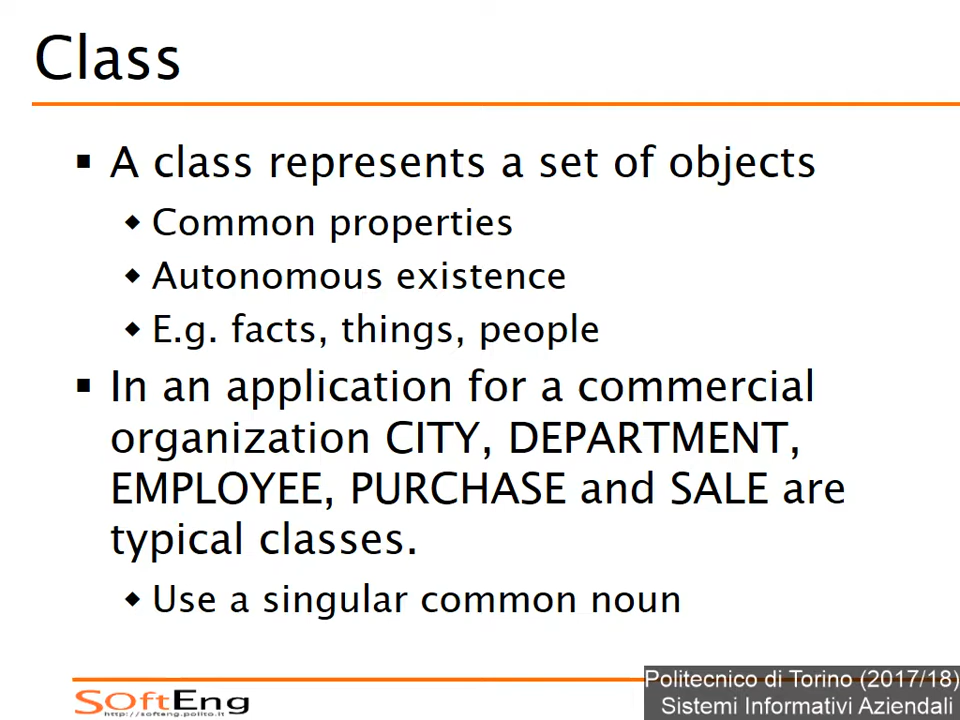 Class
▪ A class represents a set of objects
◆ Common properties
◆ Autonomous existence
◆ E.g. facts, things, people
▪ In an application for a commercial
organization CITY, DEPARTMENT,
EMPLOYEE, PURCHASE and SALE are
typical classes.
◆ Use a singular common noun
SOftEng
http://softeng.polito.it
Politecnico di Torino (2017/18)
Sistemi Informativi Aziendali